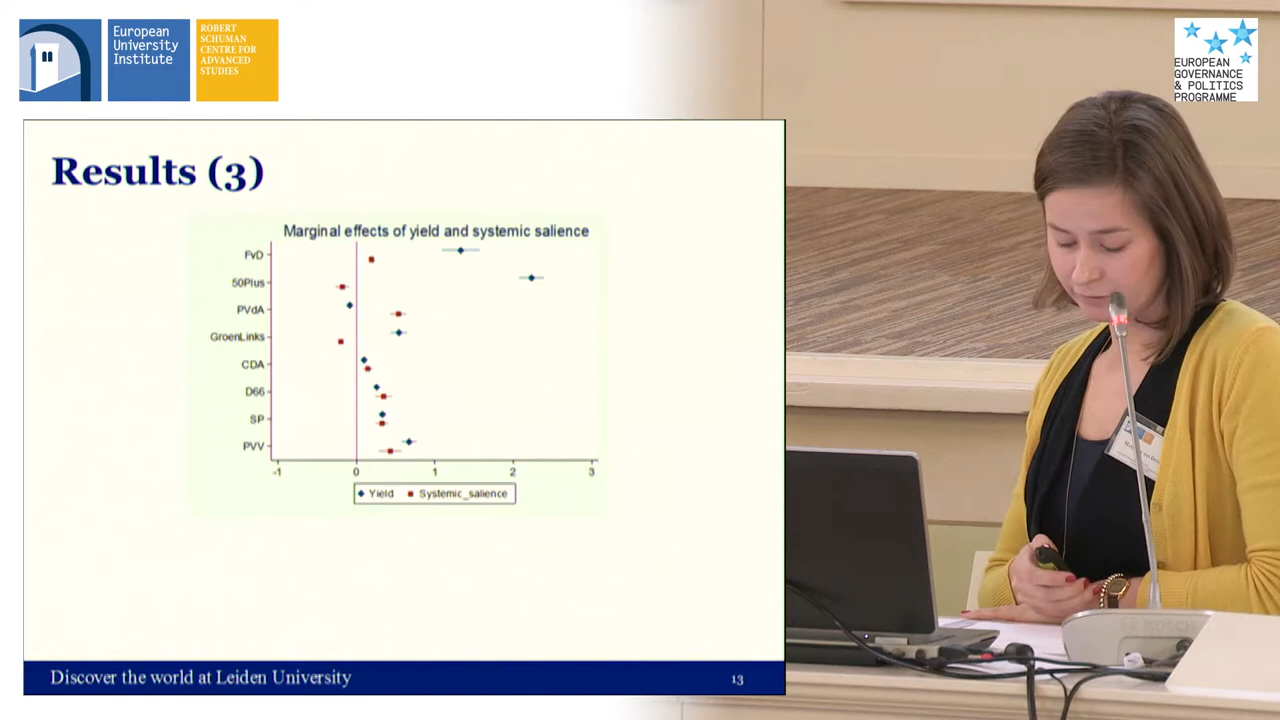 European
University
Institute
ROBERT
SCHUMAN
CENTRE FOR
ADVANCED
STUDIES
EUROPEAN
GOVERNANCE
& POLITICS
PROGRAMME
Results (3)
Marginal effects of yield and systemic salience
FvD
50Plus
PVdA
GroenLinks
CDA
D66
SP
PVV
-1 0 1 2 3
Yield Systemic_salience
Discover the world at Leiden University 13
BOSCH